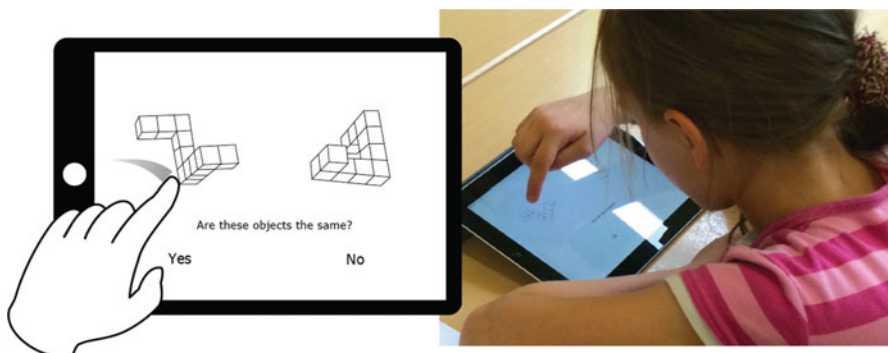 Are these objects the same?
Yes No